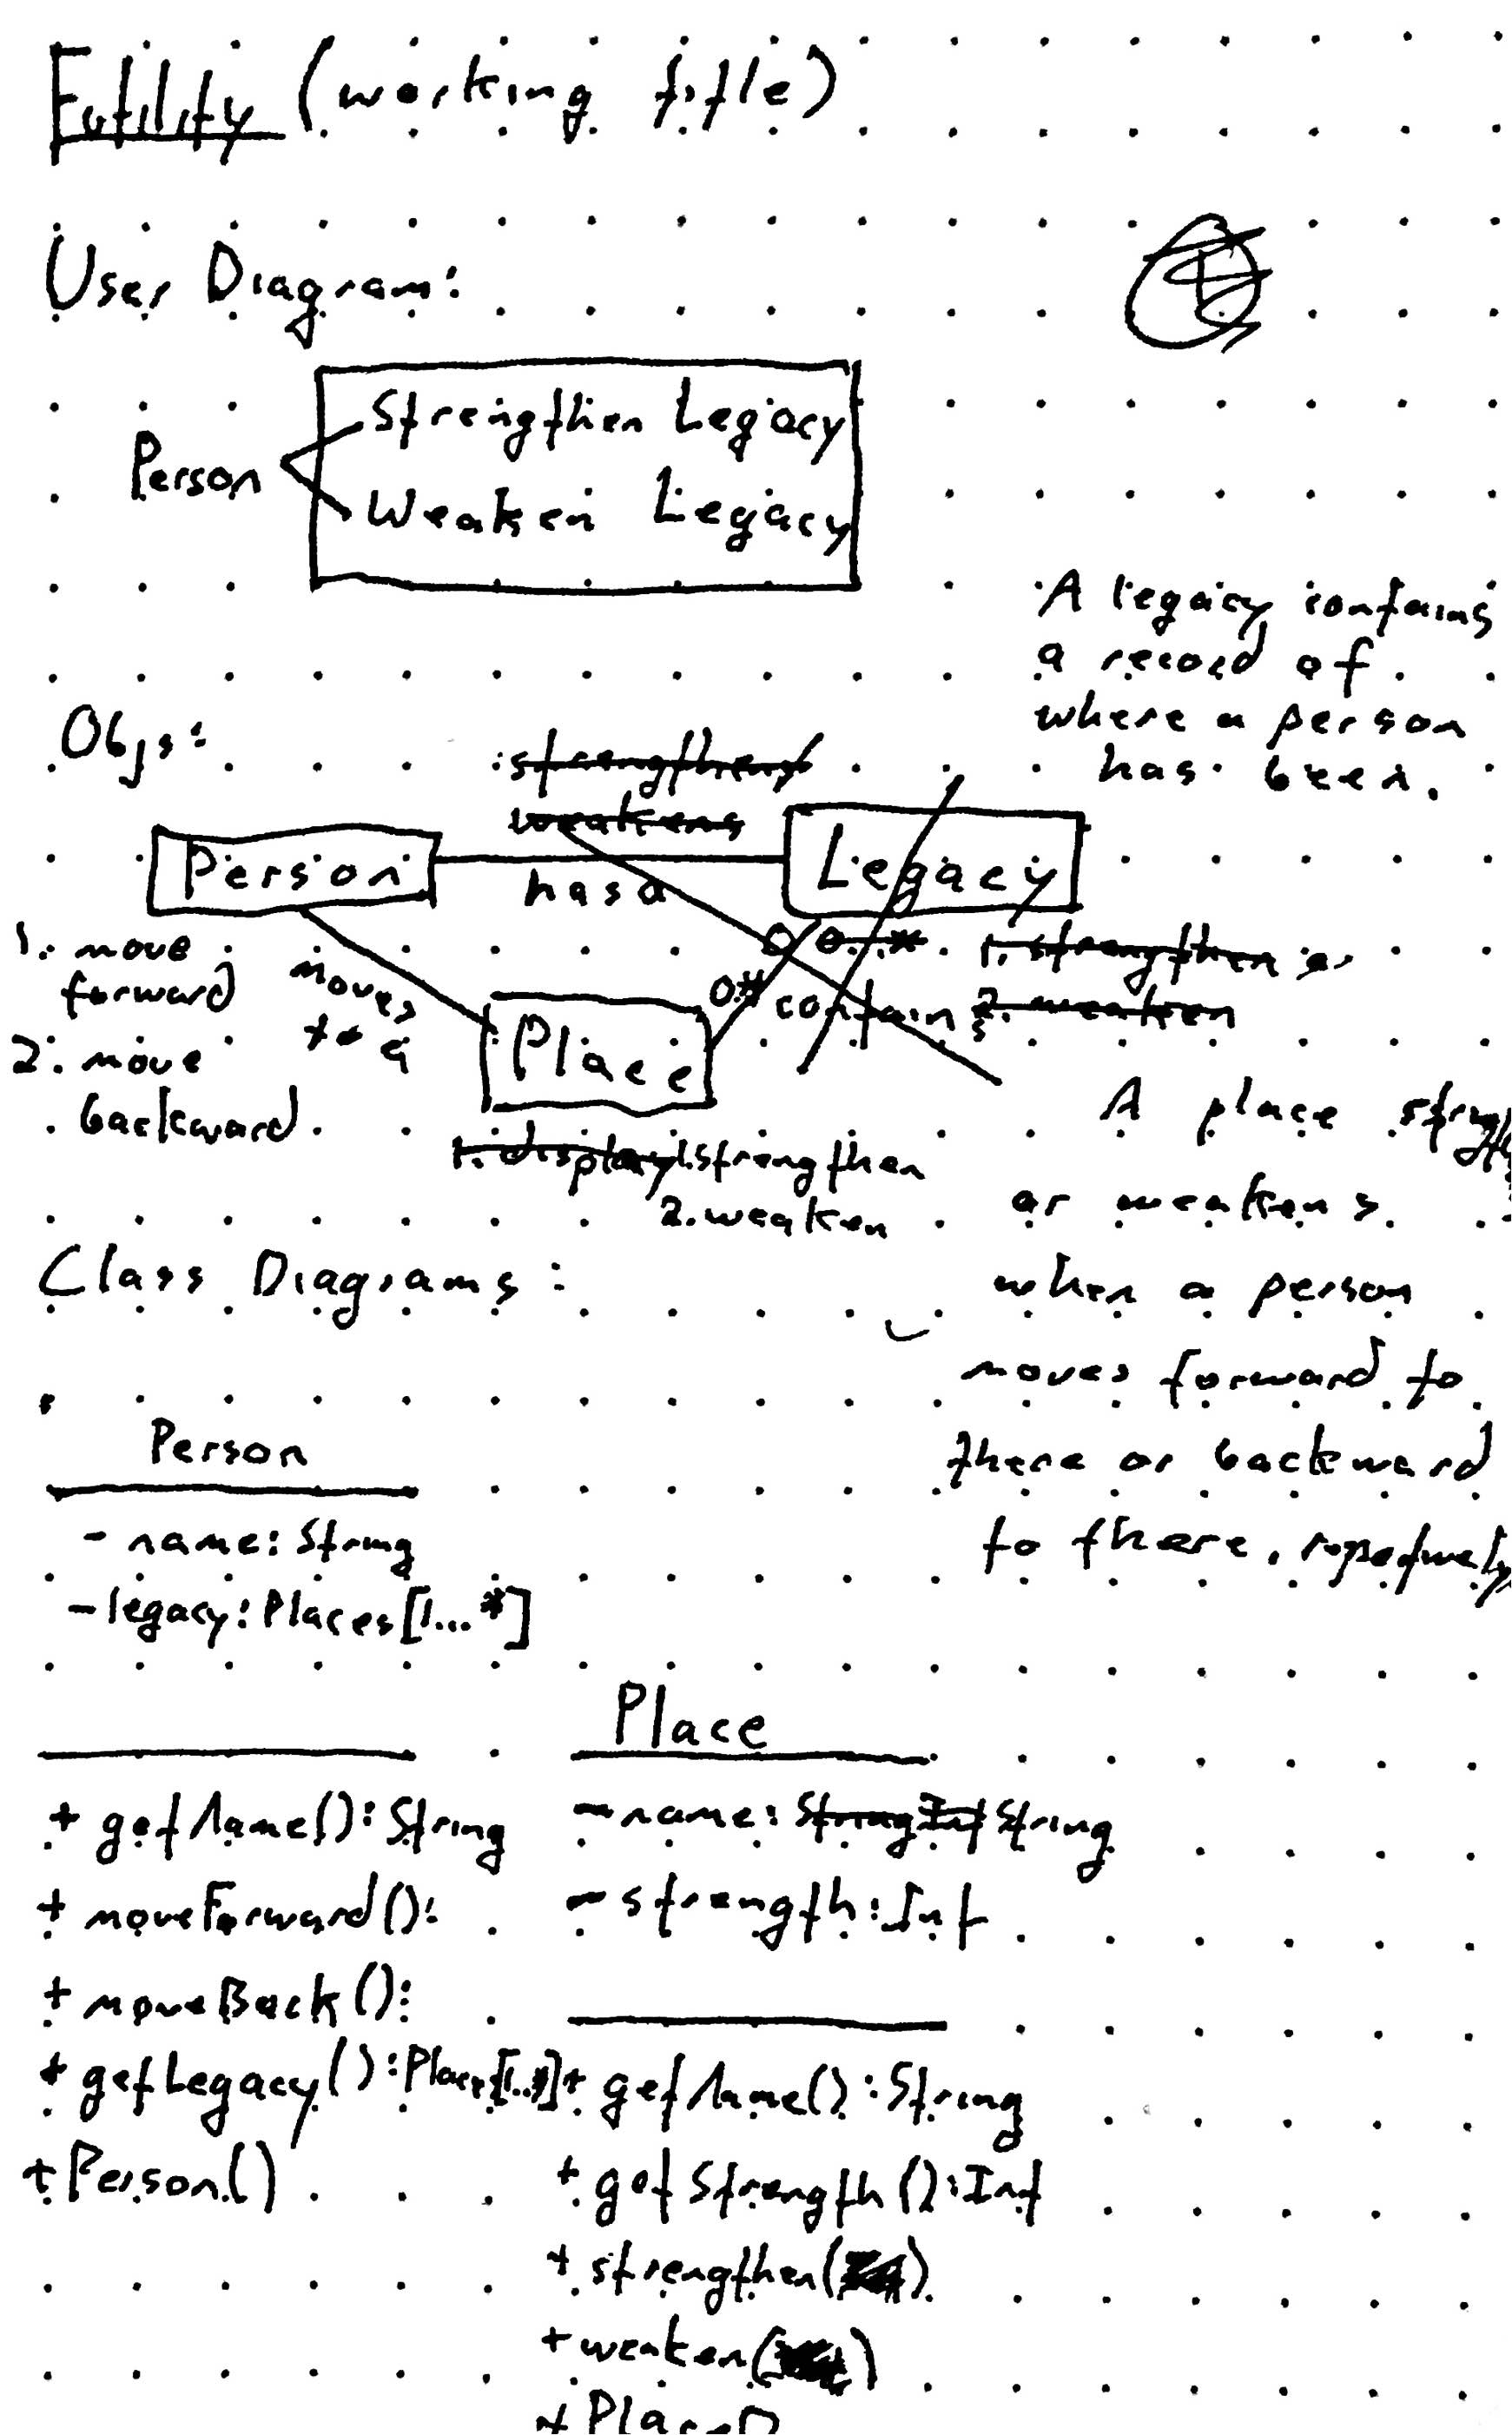 Futility (working title)
User Diagram:
Person
Strengthen Legacy
Weaken Legacy
A legacy contains
a record of
where a person
has been.
Objs:
strengthens
weakens
Person
has a
Legacy
1. move
forward
2. move
backward
moves
to a
0 0..*
0*
contains
1. strengthen
2. weaken
Place
1. display 1. strengthen
2. weaken
A place
or weakens
when a person
moves forward to
there or backward
to there, respectively
Class Diagrams:
Person
- name: String
- legacy: Places[1...*]
+ getName(): String
+ moveForward():
+ moveBack():
+ getLegacy(): Places[1..*]
+ Person()
Place
- name: String Int String
- strength: Int
+ getName(): String
+ getStrength(): Int
+ strengthen()
+ weaken()
+ Place()